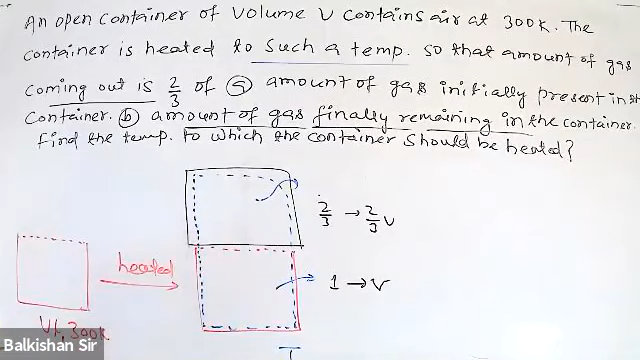 An open container of volume V contains air at 300k. The
container is heated to such a temp. so that amount of gas
coming out is 2/3 of ⓐ amount of gas initially present in the
container. ⓑ amount of gas finally remaining in the container.
find the temp. to which the container should be heated?
2/3 → 2/3 V
heated
1 → V
V, 300k
T
Balkishan Sir